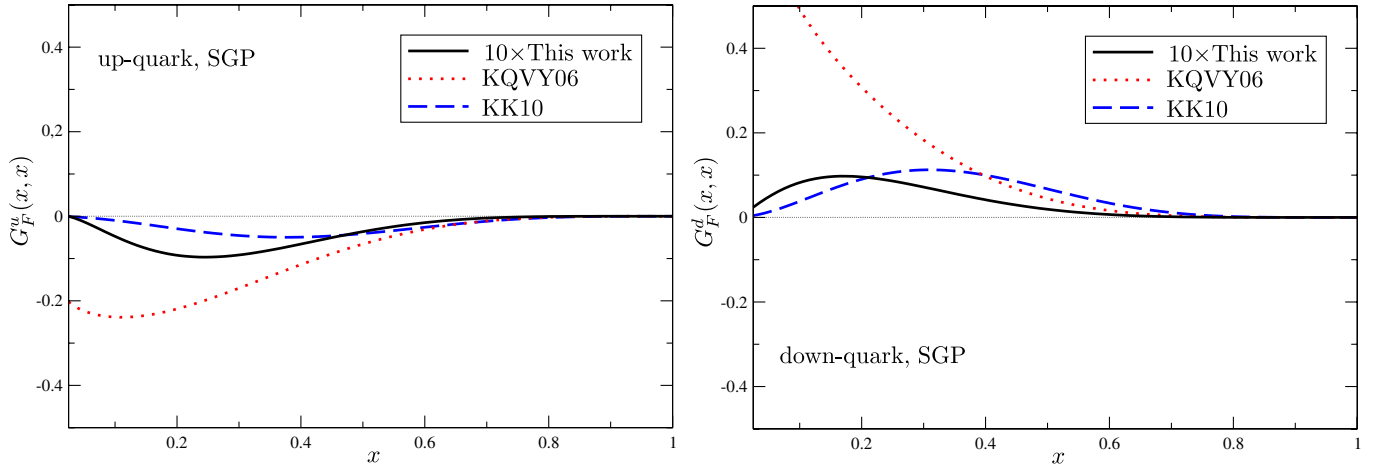 0.4
0.2
0
-0.2
-0.4
G_F^u(x, x)
up-quark, SGP
10×This work
KQVY06
KK10
0.2
0.4
0.6
0.8
1
x
0.4
0.2
0
-0.2
-0.4
G_F^d(x, x)
10×This work
KQVY06
KK10
down-quark, SGP
0.2
0.4
0.6
0.8
1
x